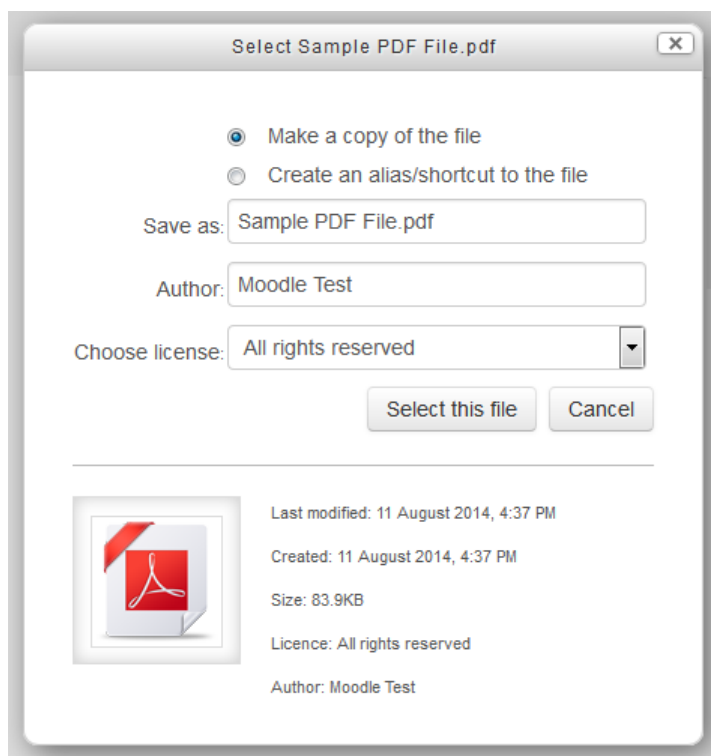 Select Sample PDF File.pdf
Make a copy of the file
Create an alias/shortcut to the file
Save as: Sample PDF File.pdf
Author: Moodle Test
Choose license: All rights reserved
Select this file Cancel
Last modified: 11 August 2014, 4:37 PM
Created: 11 August 2014, 4:37 PM
Size: 83.9KB
Licence: All rights reserved
Author: Moodle Test